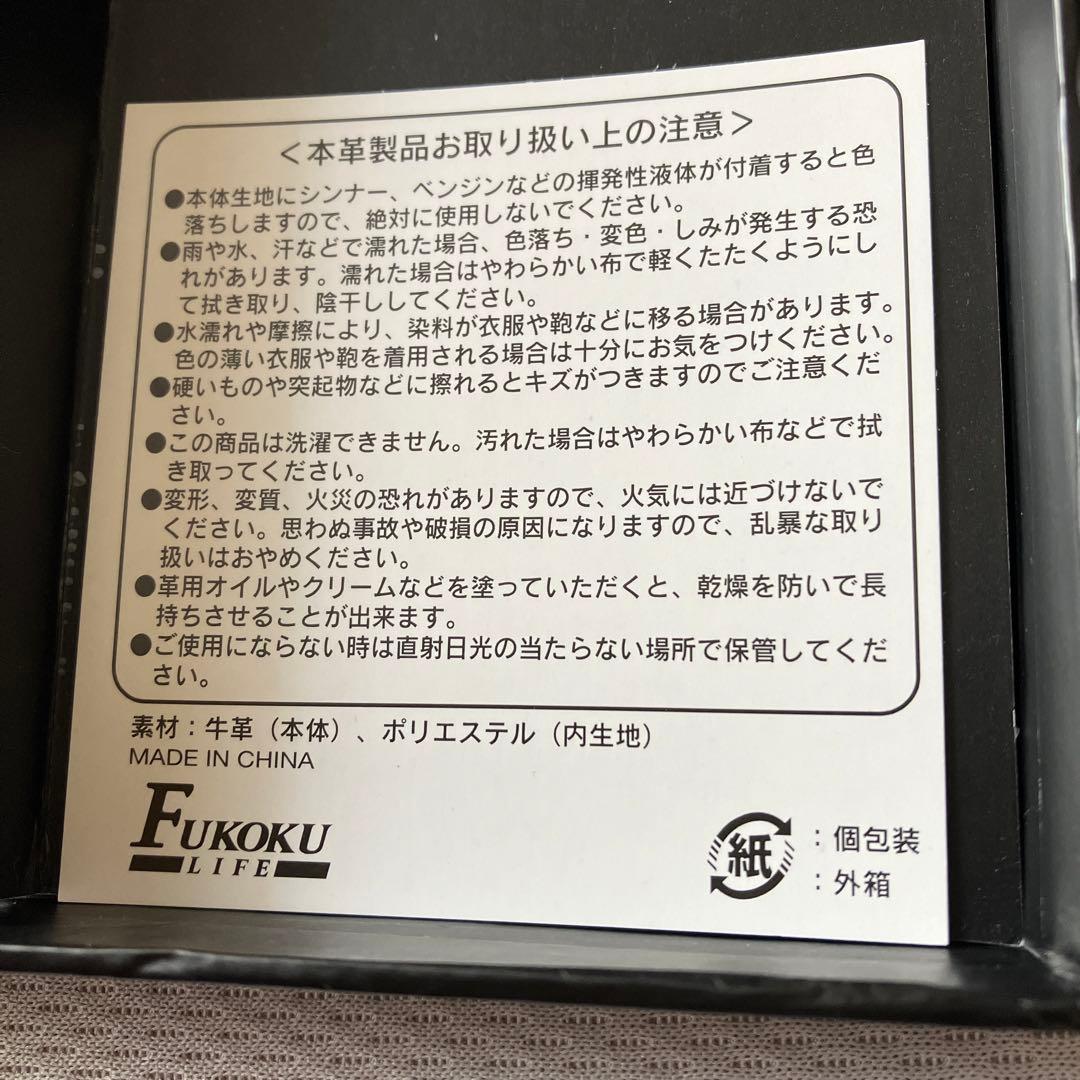 ＜本革製品お取り扱い上の注意＞
●本体生地にシンナー、ベンジンなどの揮発性液体が付着すると色
落ちしますので、絶対に使用しないでください。
●雨や水、汗などで濡れた場合、色落ち・変色・しみが発生する恐
れがあります。濡れた場合はやわらかい布で軽くたたくようにし
て拭き取り、陰干ししてください。
●水濡れや摩擦により、染料が衣服や鞄などに移る場合があります。
色の薄い衣服や鞄を着用される場合は十分にお気をつけください。
●硬いものや突起物などに擦れるとキズがつきますのでご注意くだ
さい。
●この商品は洗濯できません。汚れた場合はやわらかい布などで拭
き取ってください。
●変形、変質、火災の恐れがありますので、火気には近づけないで
ください。思わぬ事故や破損の原因になりますので、乱暴な取り
扱いはおやめください。
●革用オイルやクリームなどを塗っていただくと、乾燥を防いで長
持ちさせることが出来ます。
●ご使用にならない時は直射日光の当たらない場所で保管してくだ
さい。
素材：牛革（本体）、ポリエステル（内生地）
MADE IN CHINA
FUKOKU
LIFE
紙
：個包装
：外箱